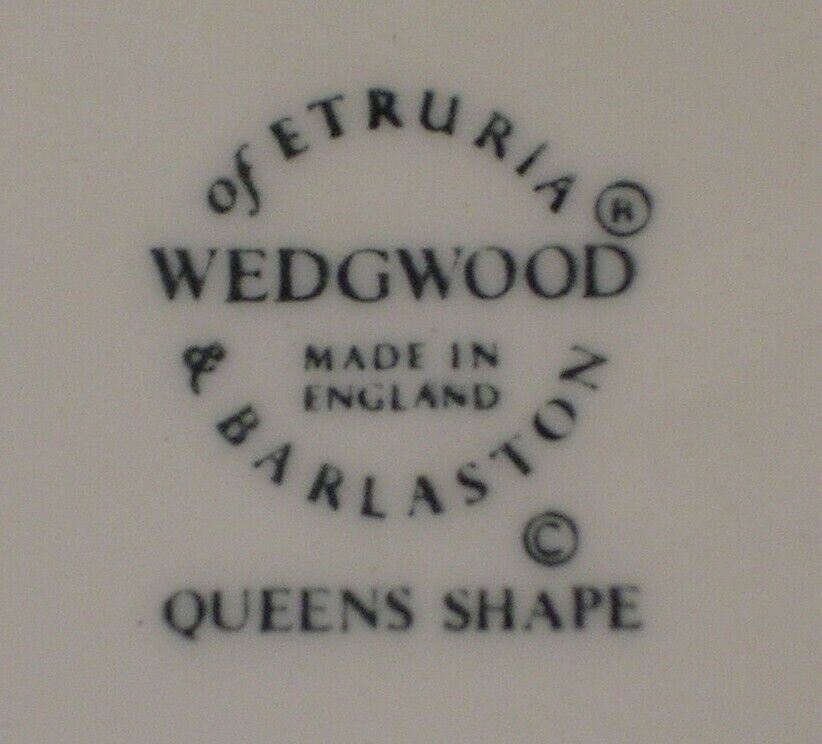 of ETRURIA ®
WEDGWOOD
MADE IN
ENGLAND
& BARLASTON
©
QUEENS SHAPE